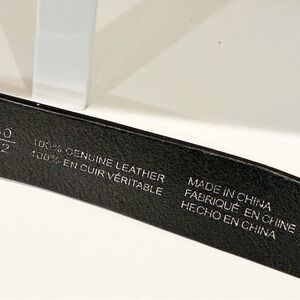 100% GENUINE LEATHER
100% EN CUIR VÉRITABLE
MADE IN CHINA
FABRIQUÉ EN CHINE
HECHO EN CHINA